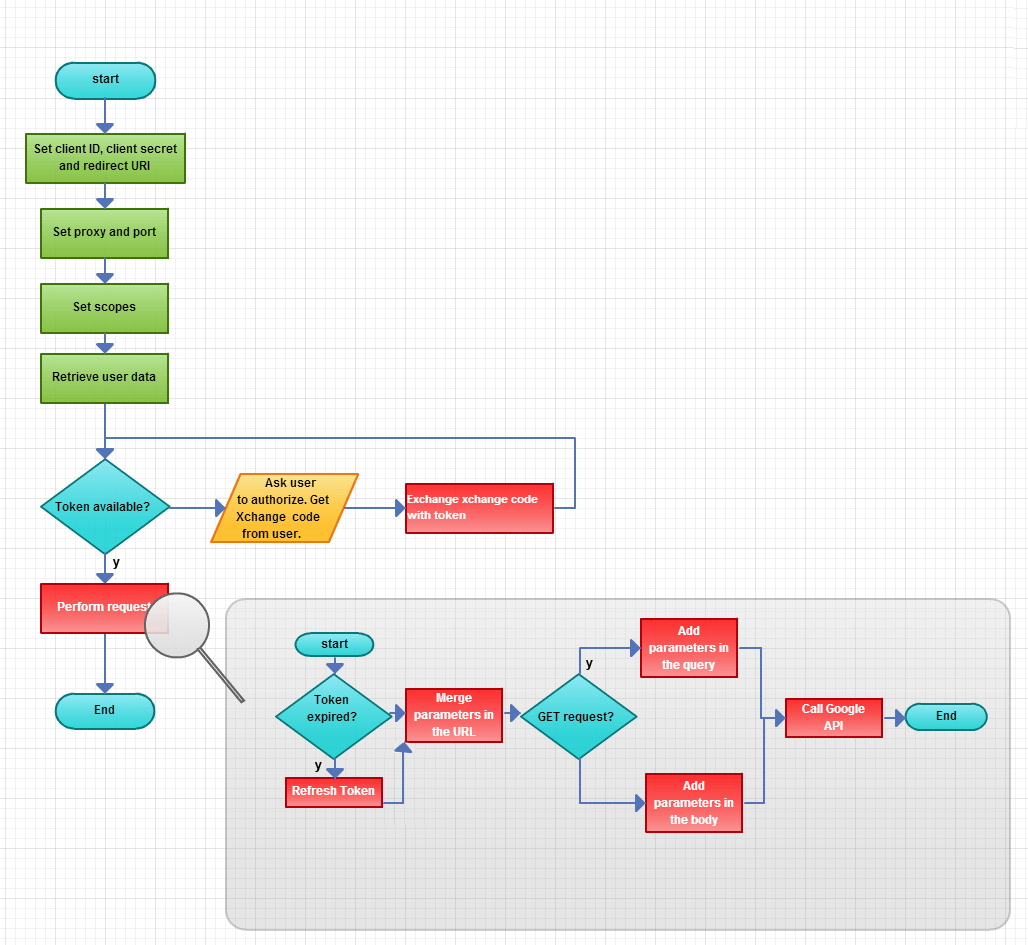 start
Set client ID, client secret
and redirect URI
Set proxy and port
Set scopes
Retrieve user data
Token available?
Ask user
to authorize. Get
Xchange code
from user.
Exchange xchange code
with token
y
Perform request
End
start
Token
expired?
y
Refresh Token
Merge
parameters in
the URL
GET request?
y
Add
parameters in
the query
Add
parameters in
the body
Call Google
API
End